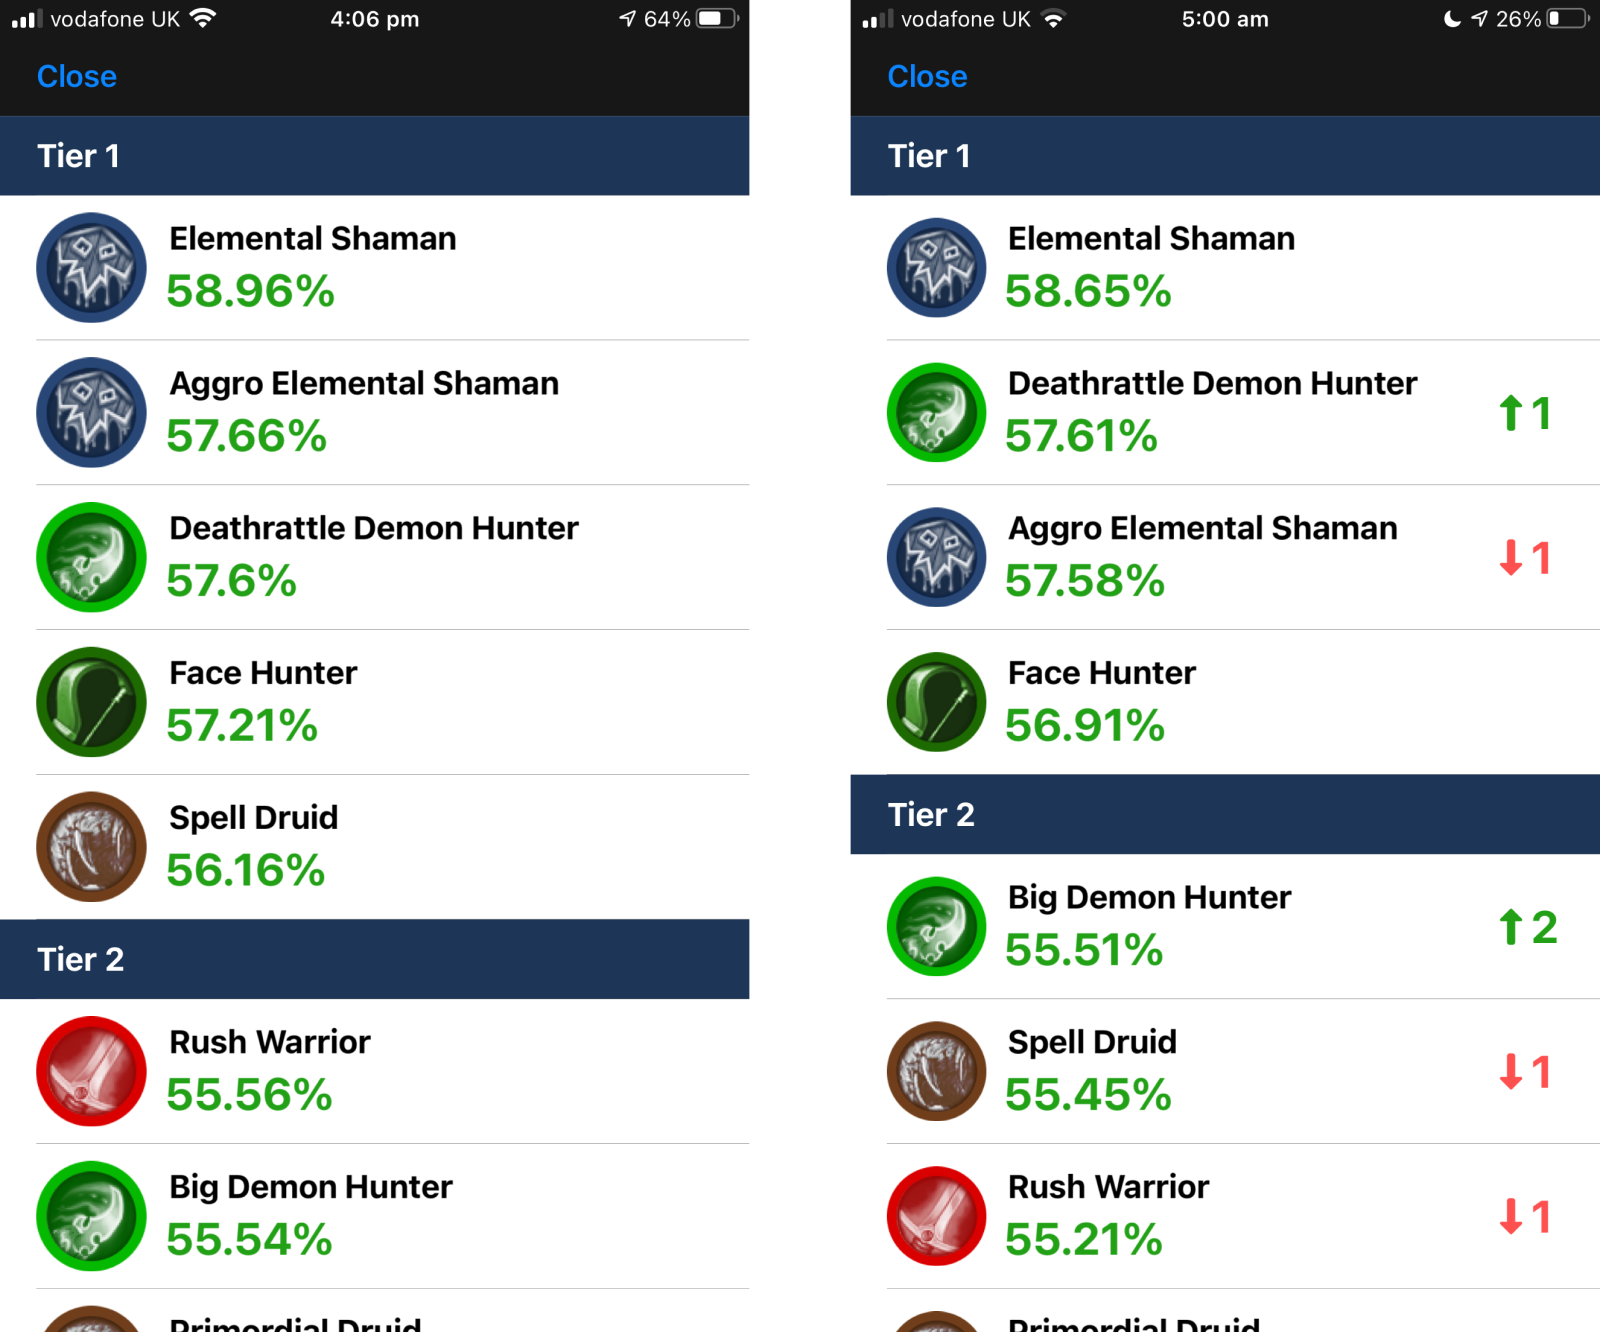 vodafone UK
4:06 pm
64%
Close
Tier 1
Elemental Shaman
58.96%
Aggro Elemental Shaman
57.66%
Deathrattle Demon Hunter
57.6%
Face Hunter
57.21%
Spell Druid
56.16%
Tier 2
Rush Warrior
55.56%
Big Demon Hunter
55.54%
Primordial Druid
vodafone UK
5:00 am
26%
Close
Tier 1
Elemental Shaman
58.65%
Deathrattle Demon Hunter
57.61%
↑1
Aggro Elemental Shaman
57.58%
↓1
Face Hunter
56.91%
Tier 2
Big Demon Hunter
55.51%
↑2
Spell Druid
55.45%
↓1
Rush Warrior
55.21%
↓1
Primordial Druid